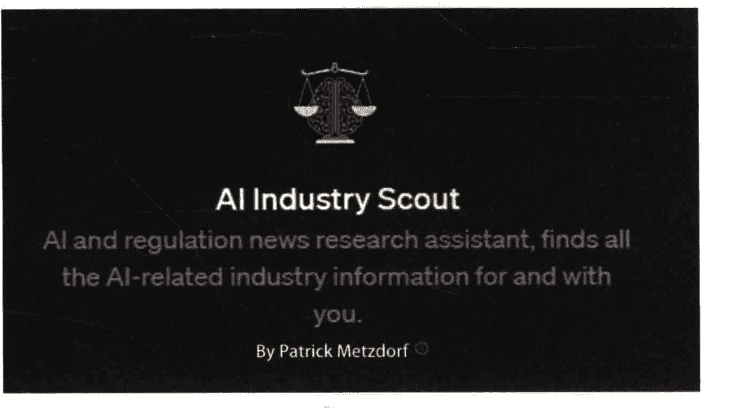 AI Industry Scout
AI and regulation news research assistant, finds all
the AI-related industry information for and with
you.
By Patrick Metzdorf